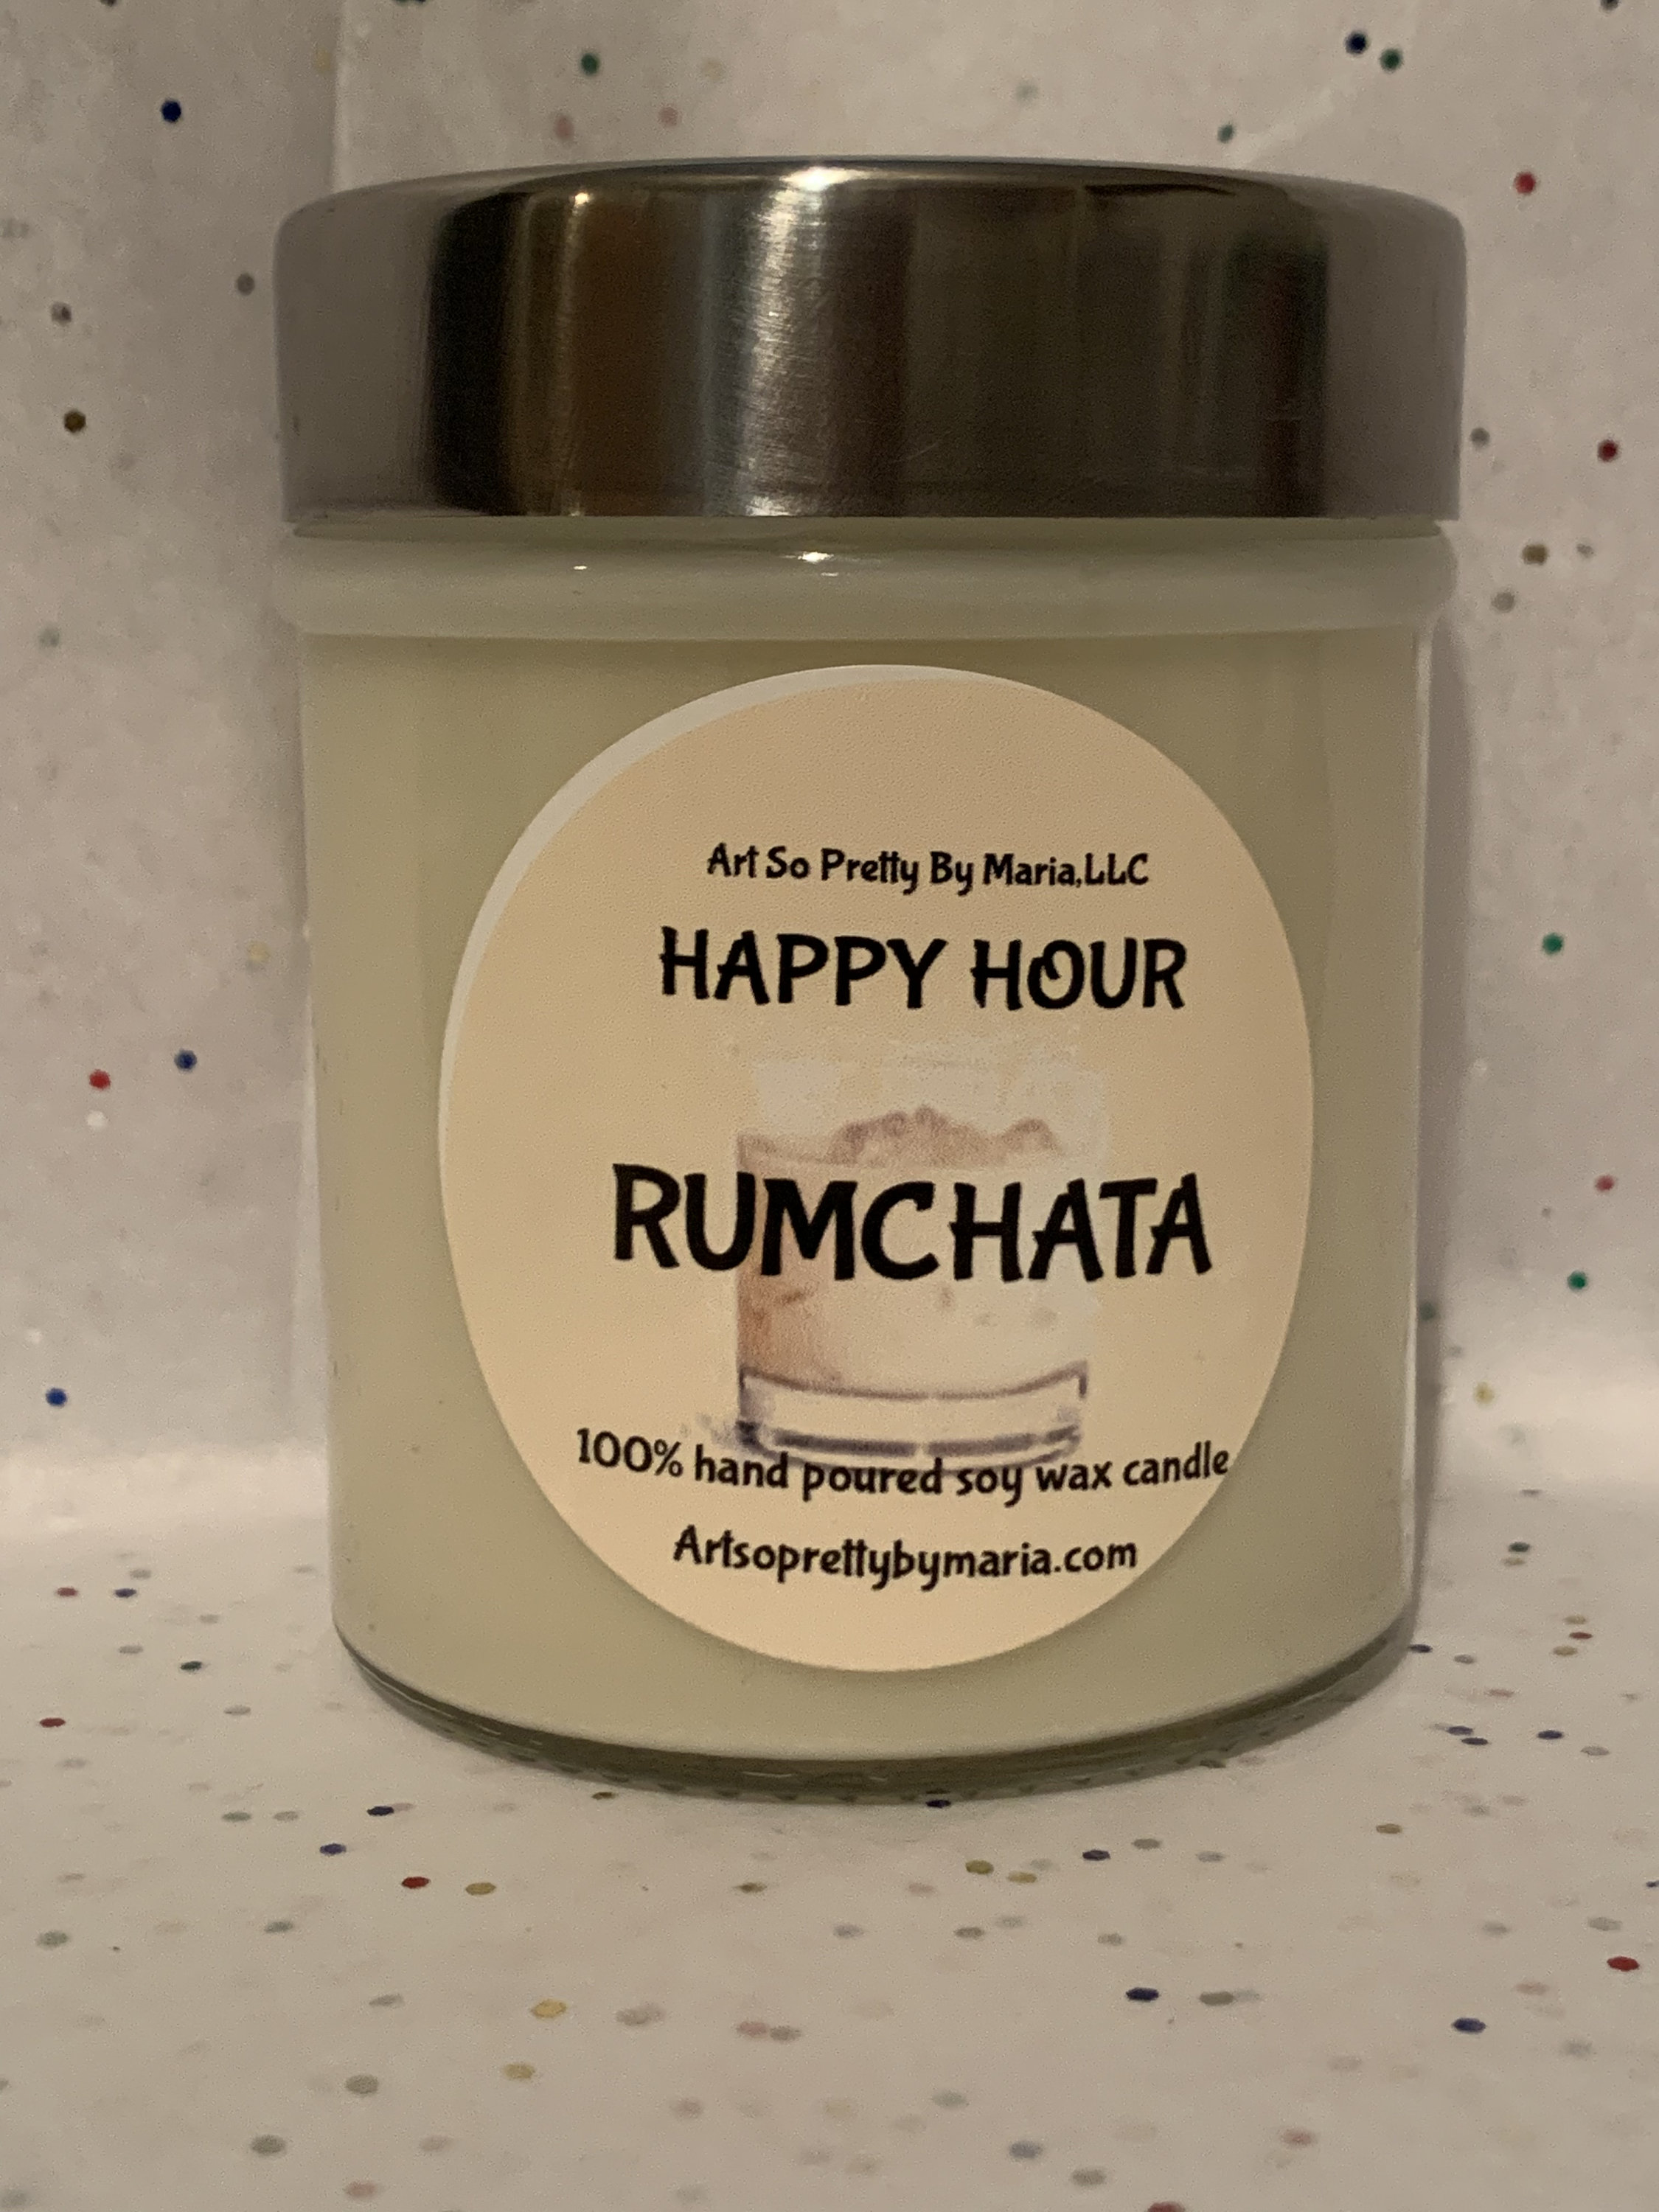 Art So Pretty By Maria,LLC
HAPPY HOUR
RUMCHATA
100% hand poured soy wax candle
Artsoprettybymaria.com